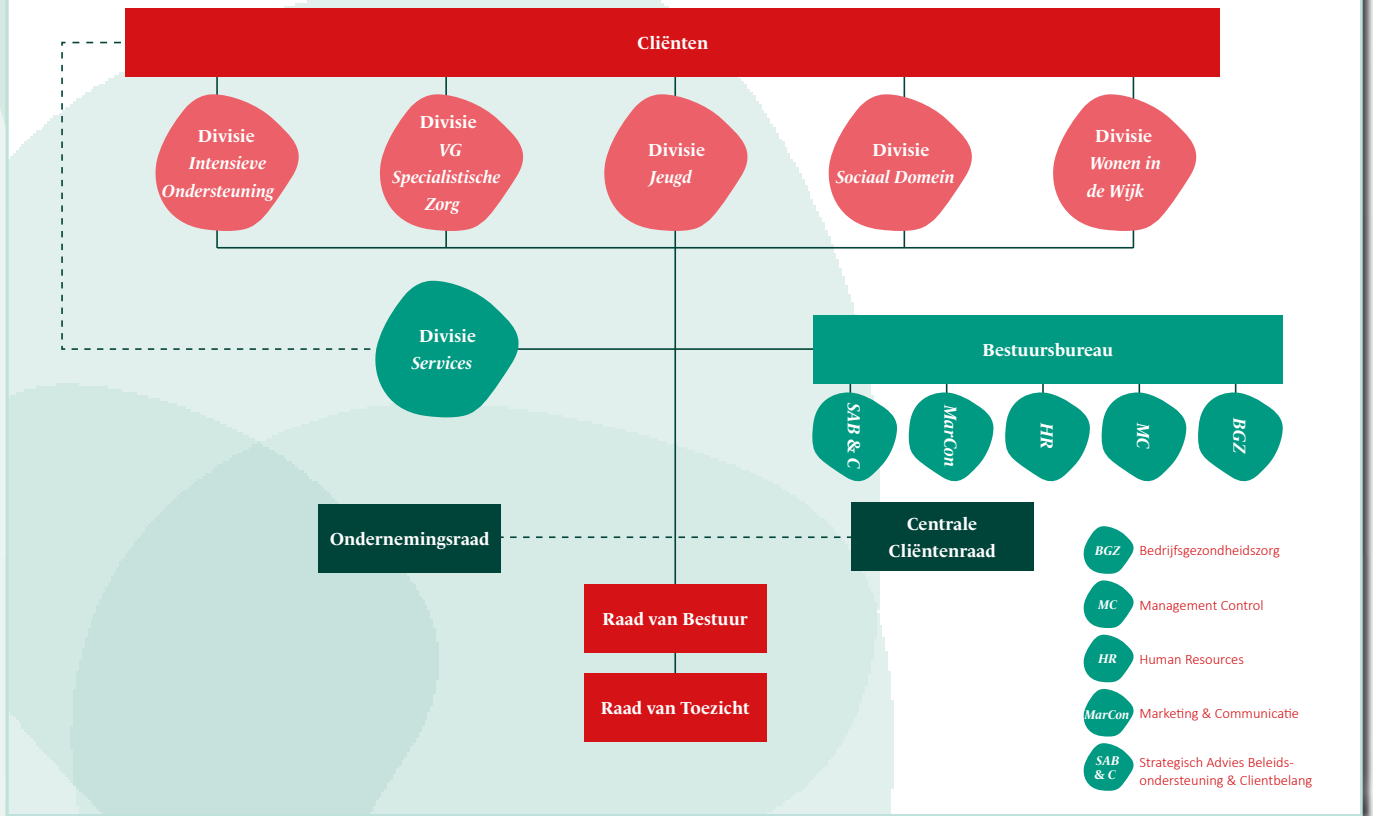 Cliënten
Divisie
Intensieve
Ondersteuning
Divisie
VG
Specialistische
Zorg
Divisie
Jeugd
Divisie
Sociaal Domein
Divisie
Wonen in
de Wijk
Divisie
Services
Bestuursbureau
SAB & C
MarCon
HR
MC
BGZ
Ondernemingsraad
Centrale
Cliëntenraad
Raad van Bestuur
Raad van Toezicht
BGZ Bedrijfsgezondheidszorg
MC Management Control
HR Human Resources
MarCon Marketing & Communicatie
SAB
& C
Strategisch Advies Beleids-
ondersteuning & Clientbelang